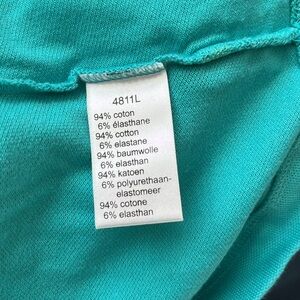 4811L
94% coton
6% élasthane
94% cotton
6% elastane
94% baumwolle
6% elasthan
94% katoen
6% polyurethaan-
elastomeer
94% cotone
6% elasthan